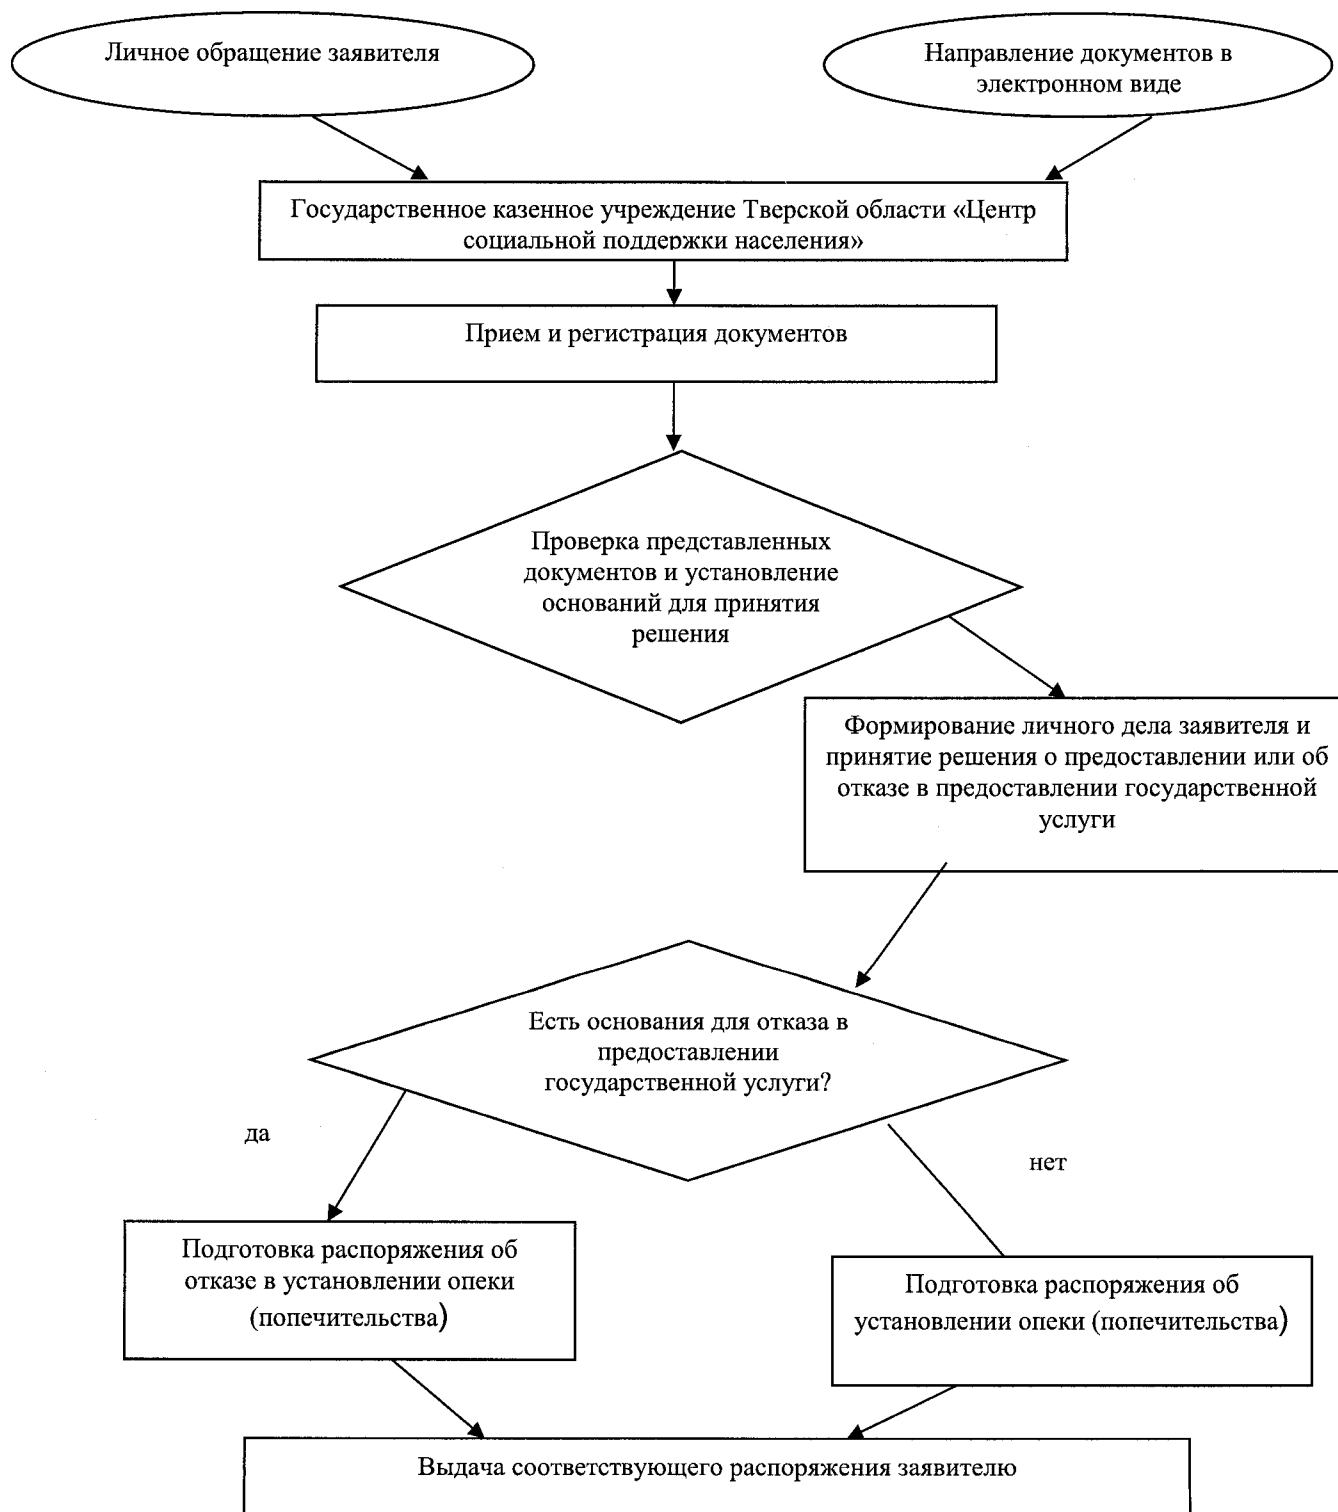 Личное обращение заявителя
Направление документов в
электронном виде
Государственное казенное учреждение Тверской области «Центр
социальной поддержки населения»
Прием и регистрация документов
Проверка представленных
документов и установление
оснований для принятия
решения
Формирование личного дела заявителя и
принятие решения о предоставлении или об
отказе в предоставлении государственной
услуги
Есть основания для отказа в
предоставлении
государственной услуги?
да
нет
Подготовка распоряжения об
отказе в установлении опеки
(попечительства)
Подготовка распоряжения об
установлении опеки (попечительства)
Выдача соответствующего распоряжения заявителю